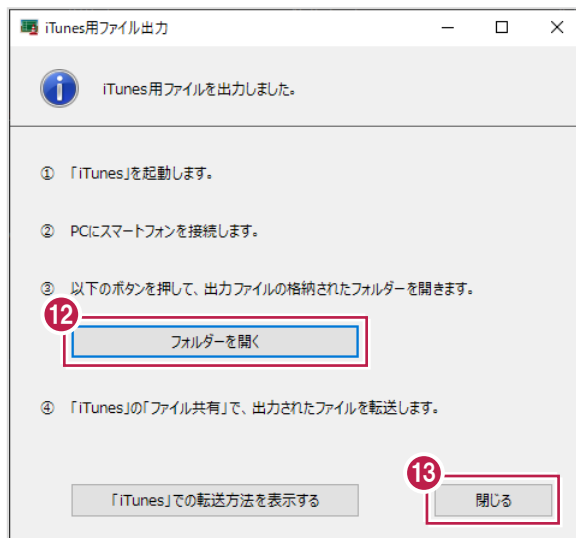 iTunes用ファイル出力
iTunes用ファイルを出力しました。
① 「iTunes」を起動します。
② PCにスマートフォンを接続します。
③ 以下のボタンを押して、出力ファイルの格納されたフォルダーを開きます。
⑫
フォルダーを開く
④ 「iTunes」の「ファイル共有」で、出力されたファイルを転送します。
⑬
「iTunes」での転送方法を表示する 閉じる